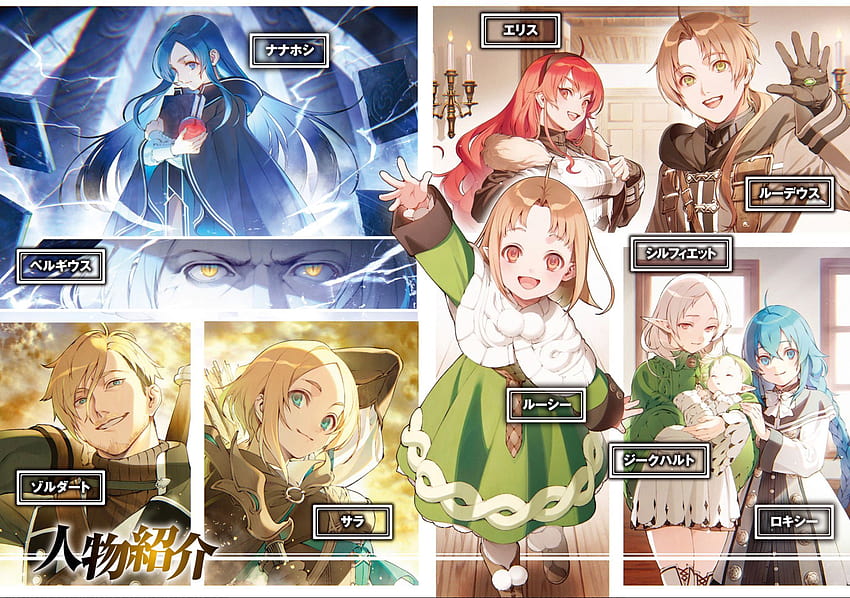 ナナホシ
ペルギウス
ゾルダート
サラ
人物紹介
エリス
ルーデウス
シルフィエット
ルーシー
ジークハルト
ロキシー